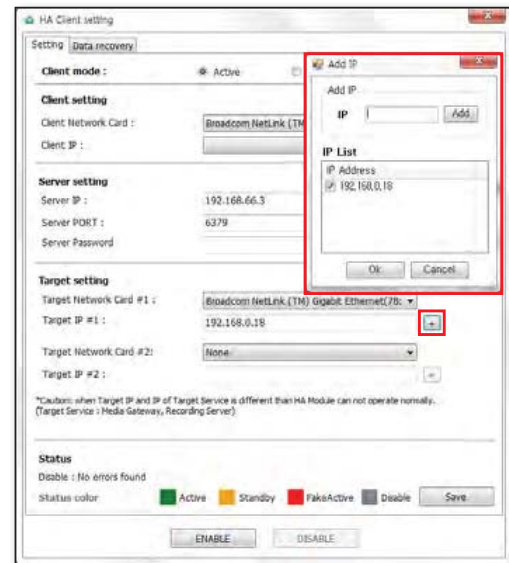 HA Client setting
Setting Data recovery
Client mode : Active
Client setting
Client Network Card : Broadcom NetLink (TM)
Client IP :
Server setting
Server IP : 192.168.66.3
Server PORT : 6379
Server Password
Target setting
Target Network Card #1 : Broadcom NetLink (TM) Gigabit Ethernet(7B:
Target IP #1 : 192.168.0.18 +
Target Network Card #2: None
Target IP #2 :
*Caution: when Target IP and IP of Target Service is different than HA Module can not operate normally.
(Target Service : Media Gateway, Recording Server)
Status
Disable : No errors found
Status color Active Standby FakeActive Disable Save
ENABLE DISABLE
Add IP
Add IP
IP Add
IP List
IP Address
192,168,0,18
Ok Cancel